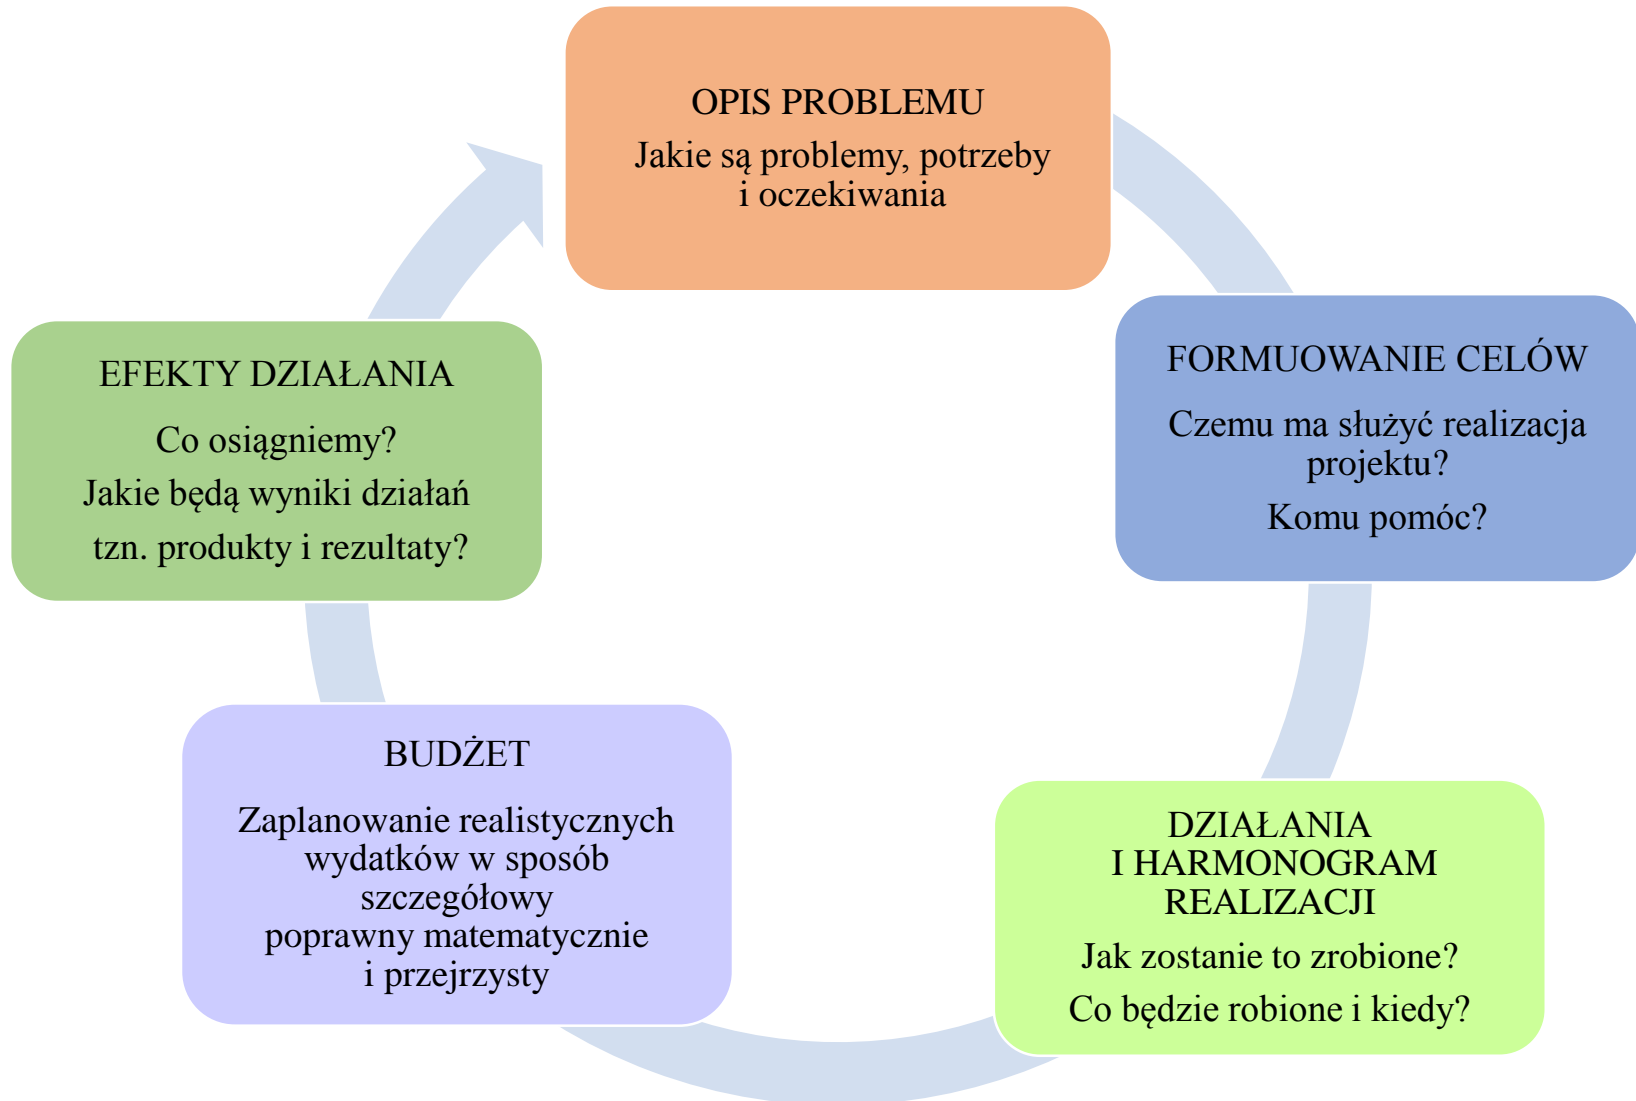 OPIS PROBLEMU
Jakie są problemy, potrzeby
i oczekiwania
FORMUOWANIE CELÓW
Czemu ma służyć realizacja
projektu?
Komu pomóc?
DZIAŁANIA
I HARMONOGRAM
REALIZACJI
Jak zostanie to zrobione?
Co będzie robione i kiedy?
BUDŻET
Zaplanowanie realistycznych
wydatków w sposób
szczegółowy
poprawny matematycznie
i przejrzysty
EFEKTY DZIAŁANIA
Co osiągniemy?
Jakie będą wyniki działań
tzn. produkty i rezultaty?